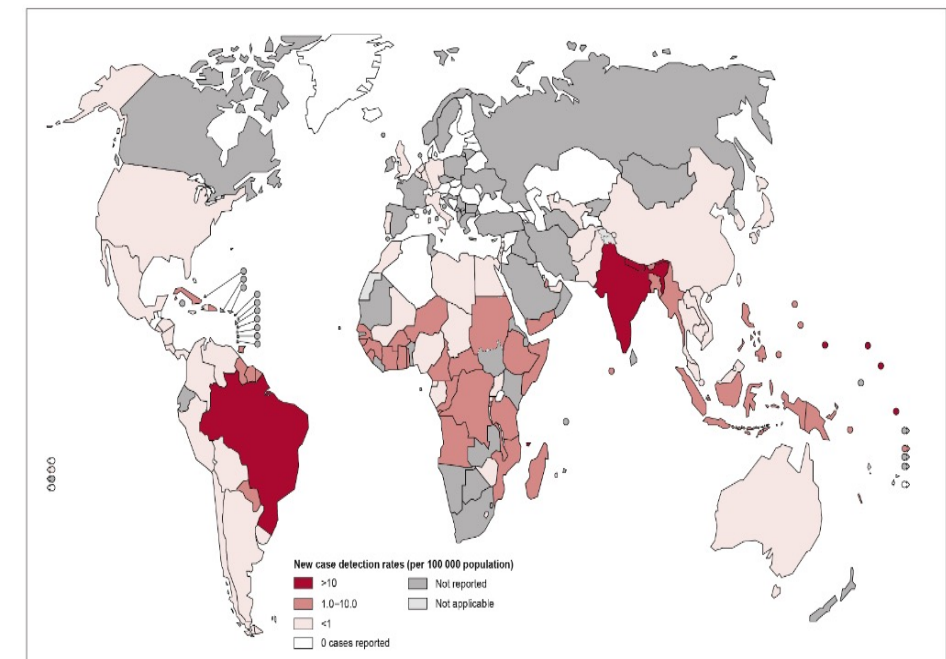 New case detection rates (per 100 000 population)
>10
1.0–10.0
<1
0 cases reported
Not reported
Not applicable